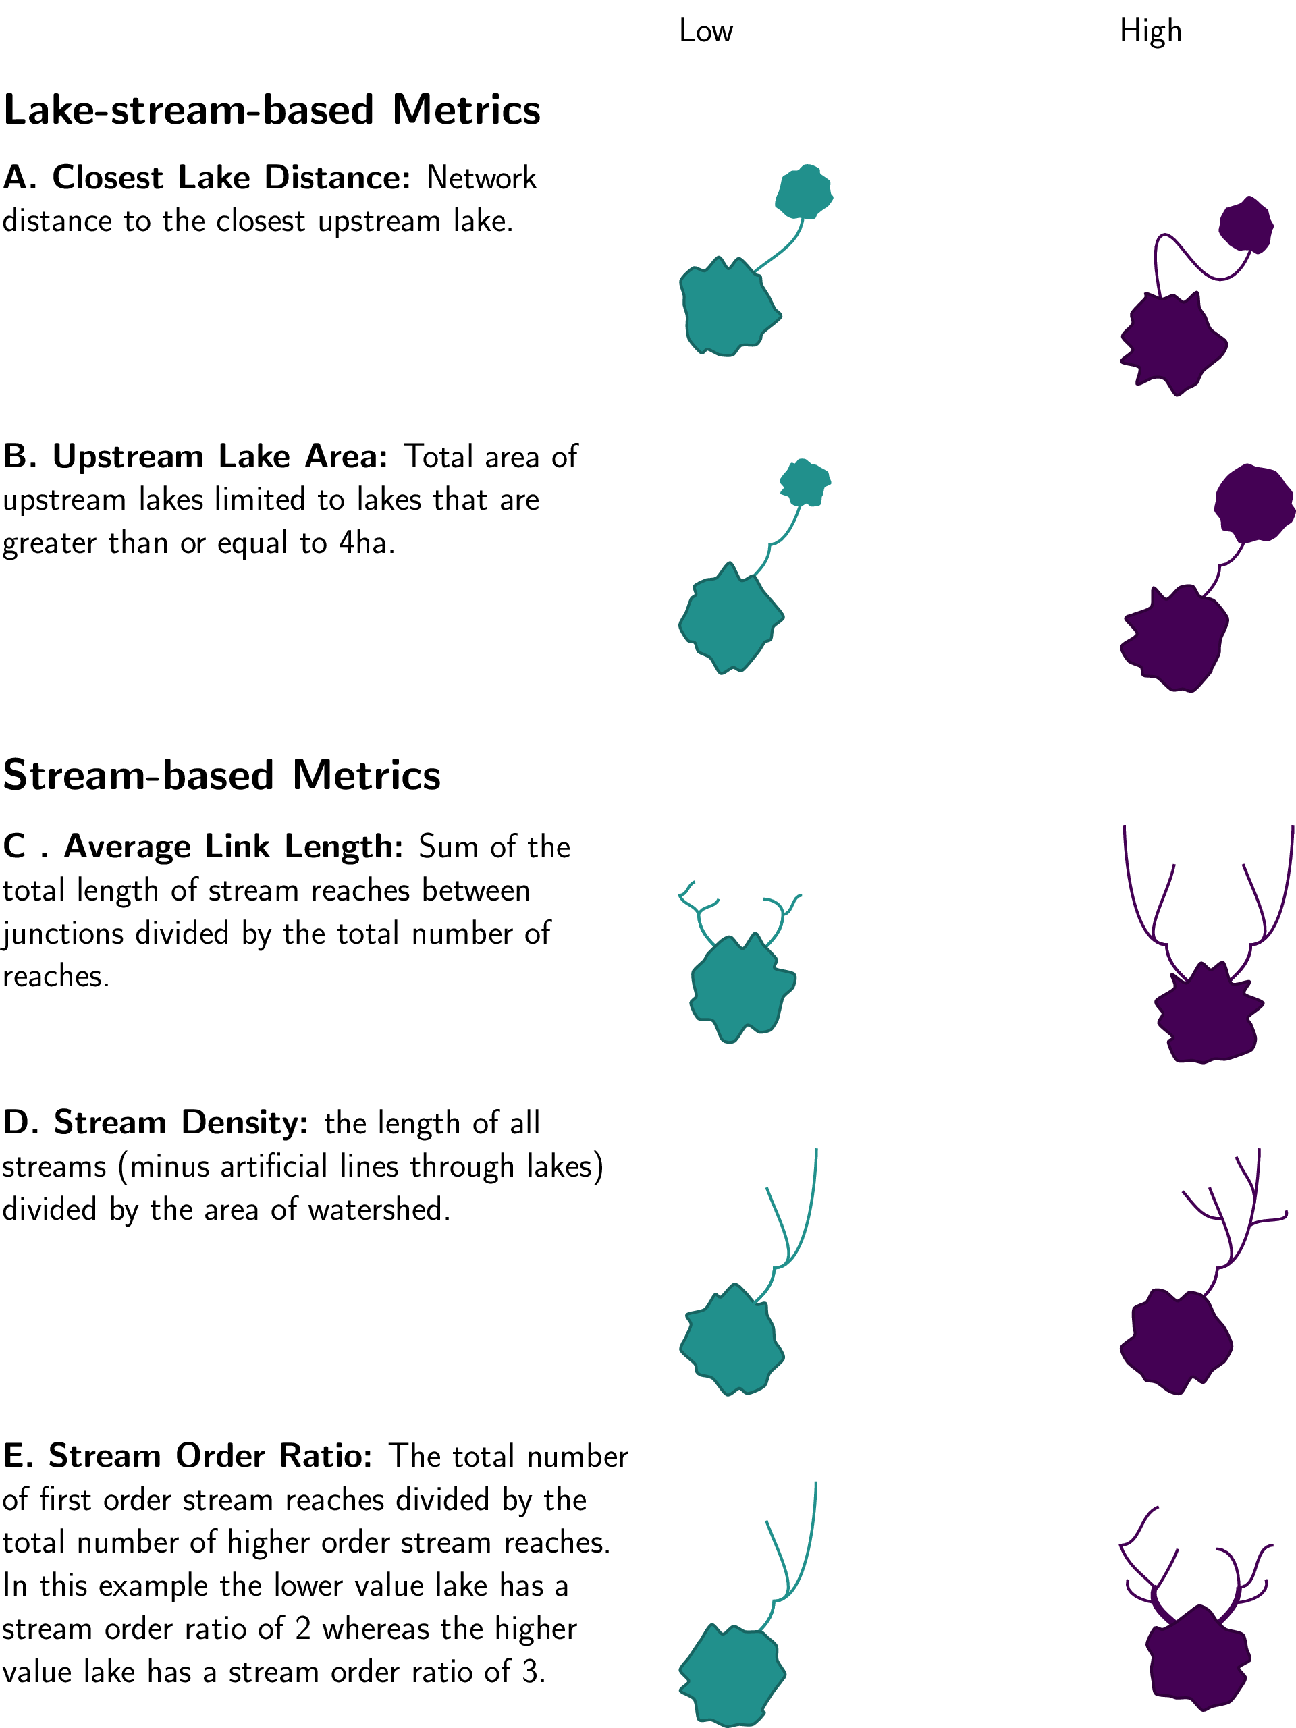 Low High
Lake-stream-based Metrics
A. Closest Lake Distance: Network
distance to the closest upstream lake.
B. Upstream Lake Area: Total area of
upstream lakes limited to lakes that are
greater than or equal to 4ha.
Stream-based Metrics
C . Average Link Length: Sum of the
total length of stream reaches between
junctions divided by the total number of
reaches.
D. Stream Density: the length of all
streams (minus artificial lines through lakes)
divided by the area of watershed.
E. Stream Order Ratio: The total number
of first order stream reaches divided by the
total number of higher order stream reaches.
In this example the lower value lake has a
stream order ratio of 2 whereas the higher
value lake has a stream order ratio of 3.